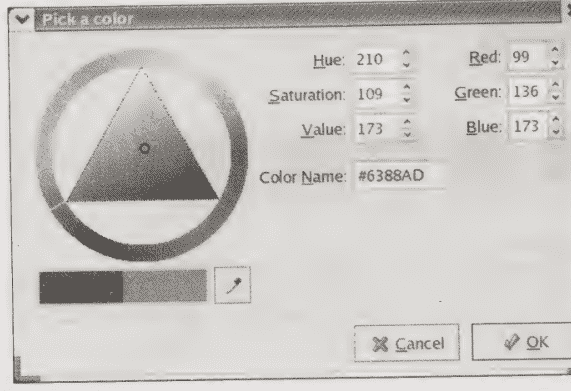 Pick a color
Hue: 210 Red: 99
Saturation: 109 Green: 136
Value: 173 Blue: 173
Color Name: #6388AD
Cancel OK